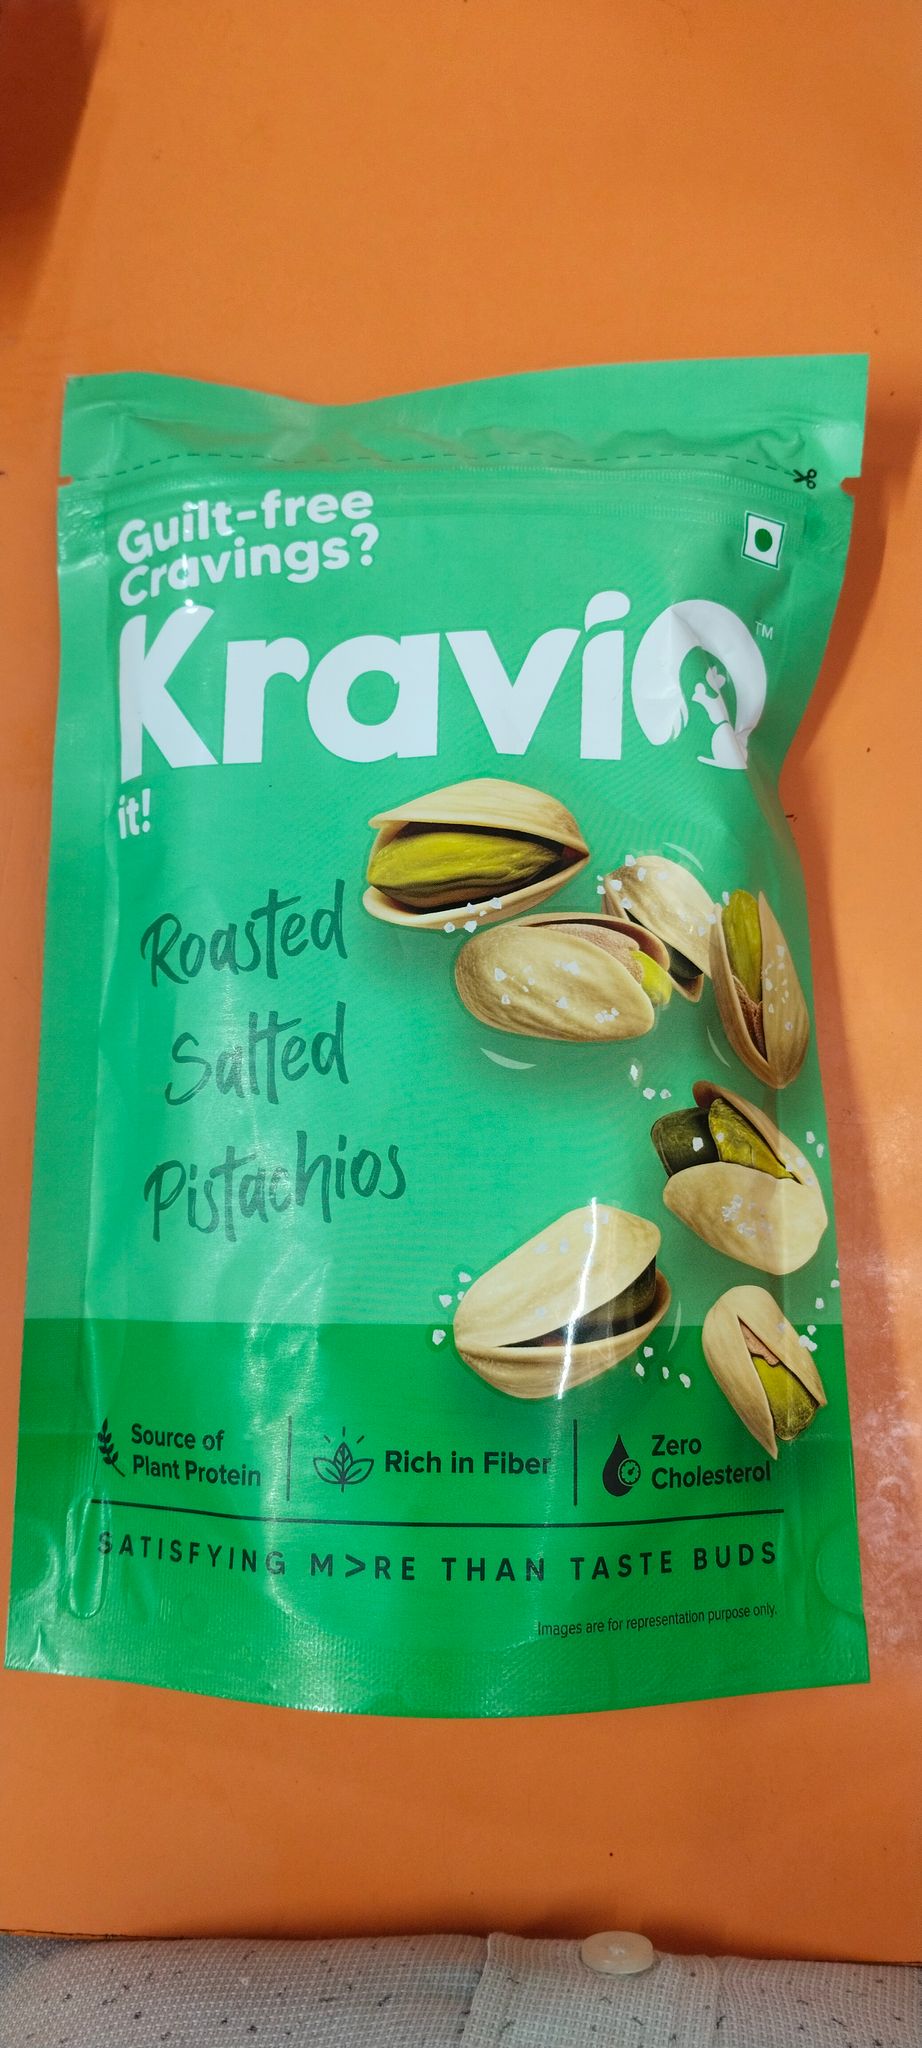 Guilt-free
Cravings?
KraviO™
it!
Roasted
Salted
Pistachios
Source of
Plant Protein
Rich in Fiber
Zero
Cholesterol
SATISFYING M>RE THAN TASTE BUDS
Images are for representation purpose only.